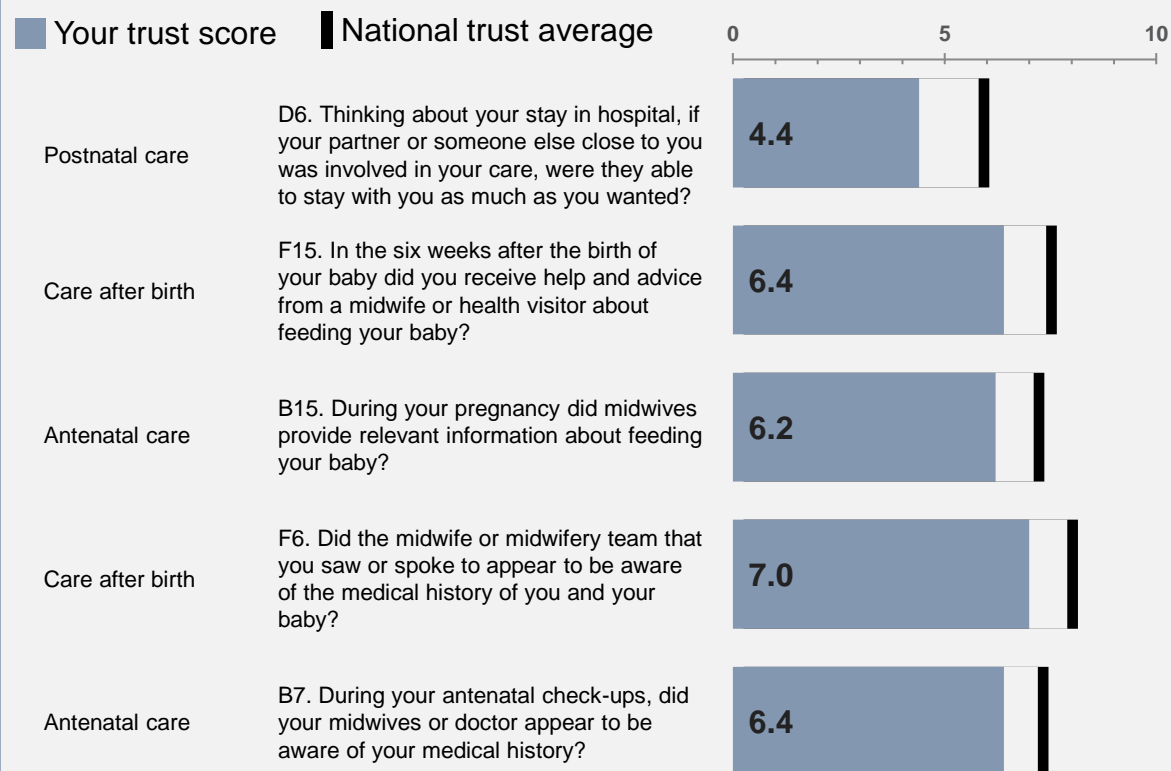 Your trust score National trust average
0 5 10
Postnatal care
D6. Thinking about your stay in hospital, if
your partner or someone else close to you
was involved in your care, were they able
to stay with you as much as you wanted?
4.4
Care after birth
F15. In the six weeks after the birth of
your baby did you receive help and advice
from a midwife or health visitor about
feeding your baby?
6.4
Antenatal care
B15. During your pregnancy did midwives
provide relevant information about feeding
your baby?
6.2
Care after birth
F6. Did the midwife or midwifery team that
you saw or spoke to appear to be aware
of the medical history of you and your
baby?
7.0
Antenatal care
B7. During your antenatal check-ups, did
your midwives or doctor appear to be
aware of your medical history?
6.4